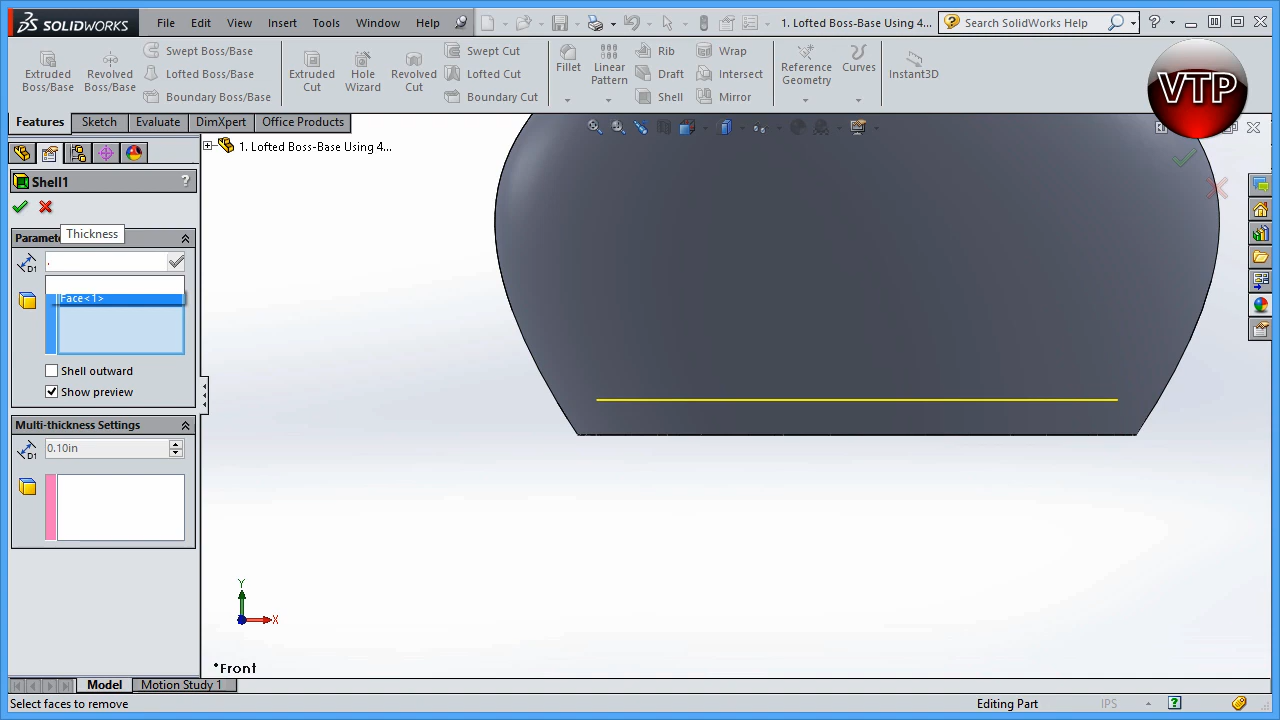 SOLIDWORKS File Edit View Insert Tools Window Help 1. Lofted Boss-Base Using 4... Search SolidWorks Help ?
Extruded Boss/Base
Revolved Boss/Base
Swept Boss/Base
Lofted Boss/Base
Boundary Boss/Base
Extruded Cut
Hole Wizard
Revolved Cut
Swept Cut
Lofted Cut
Boundary Cut
Fillet
Linear Pattern
Rib
Draft
Shell
Wrap
Intersect
Mirror
Reference Geometry
Curves
Instant3D
VTP
Features Sketch Evaluate DimXpert Office Products
1. Lofted Boss-Base Using 4...
Shell1 ?
Thickness
Paramete
D1 .
Face<1>
Shell outward
Show preview
Multi-thickness Settings
D1 0.10in
Y
X
*Front
Model Motion Study 1
Select faces to remove Editing Part IPS ?